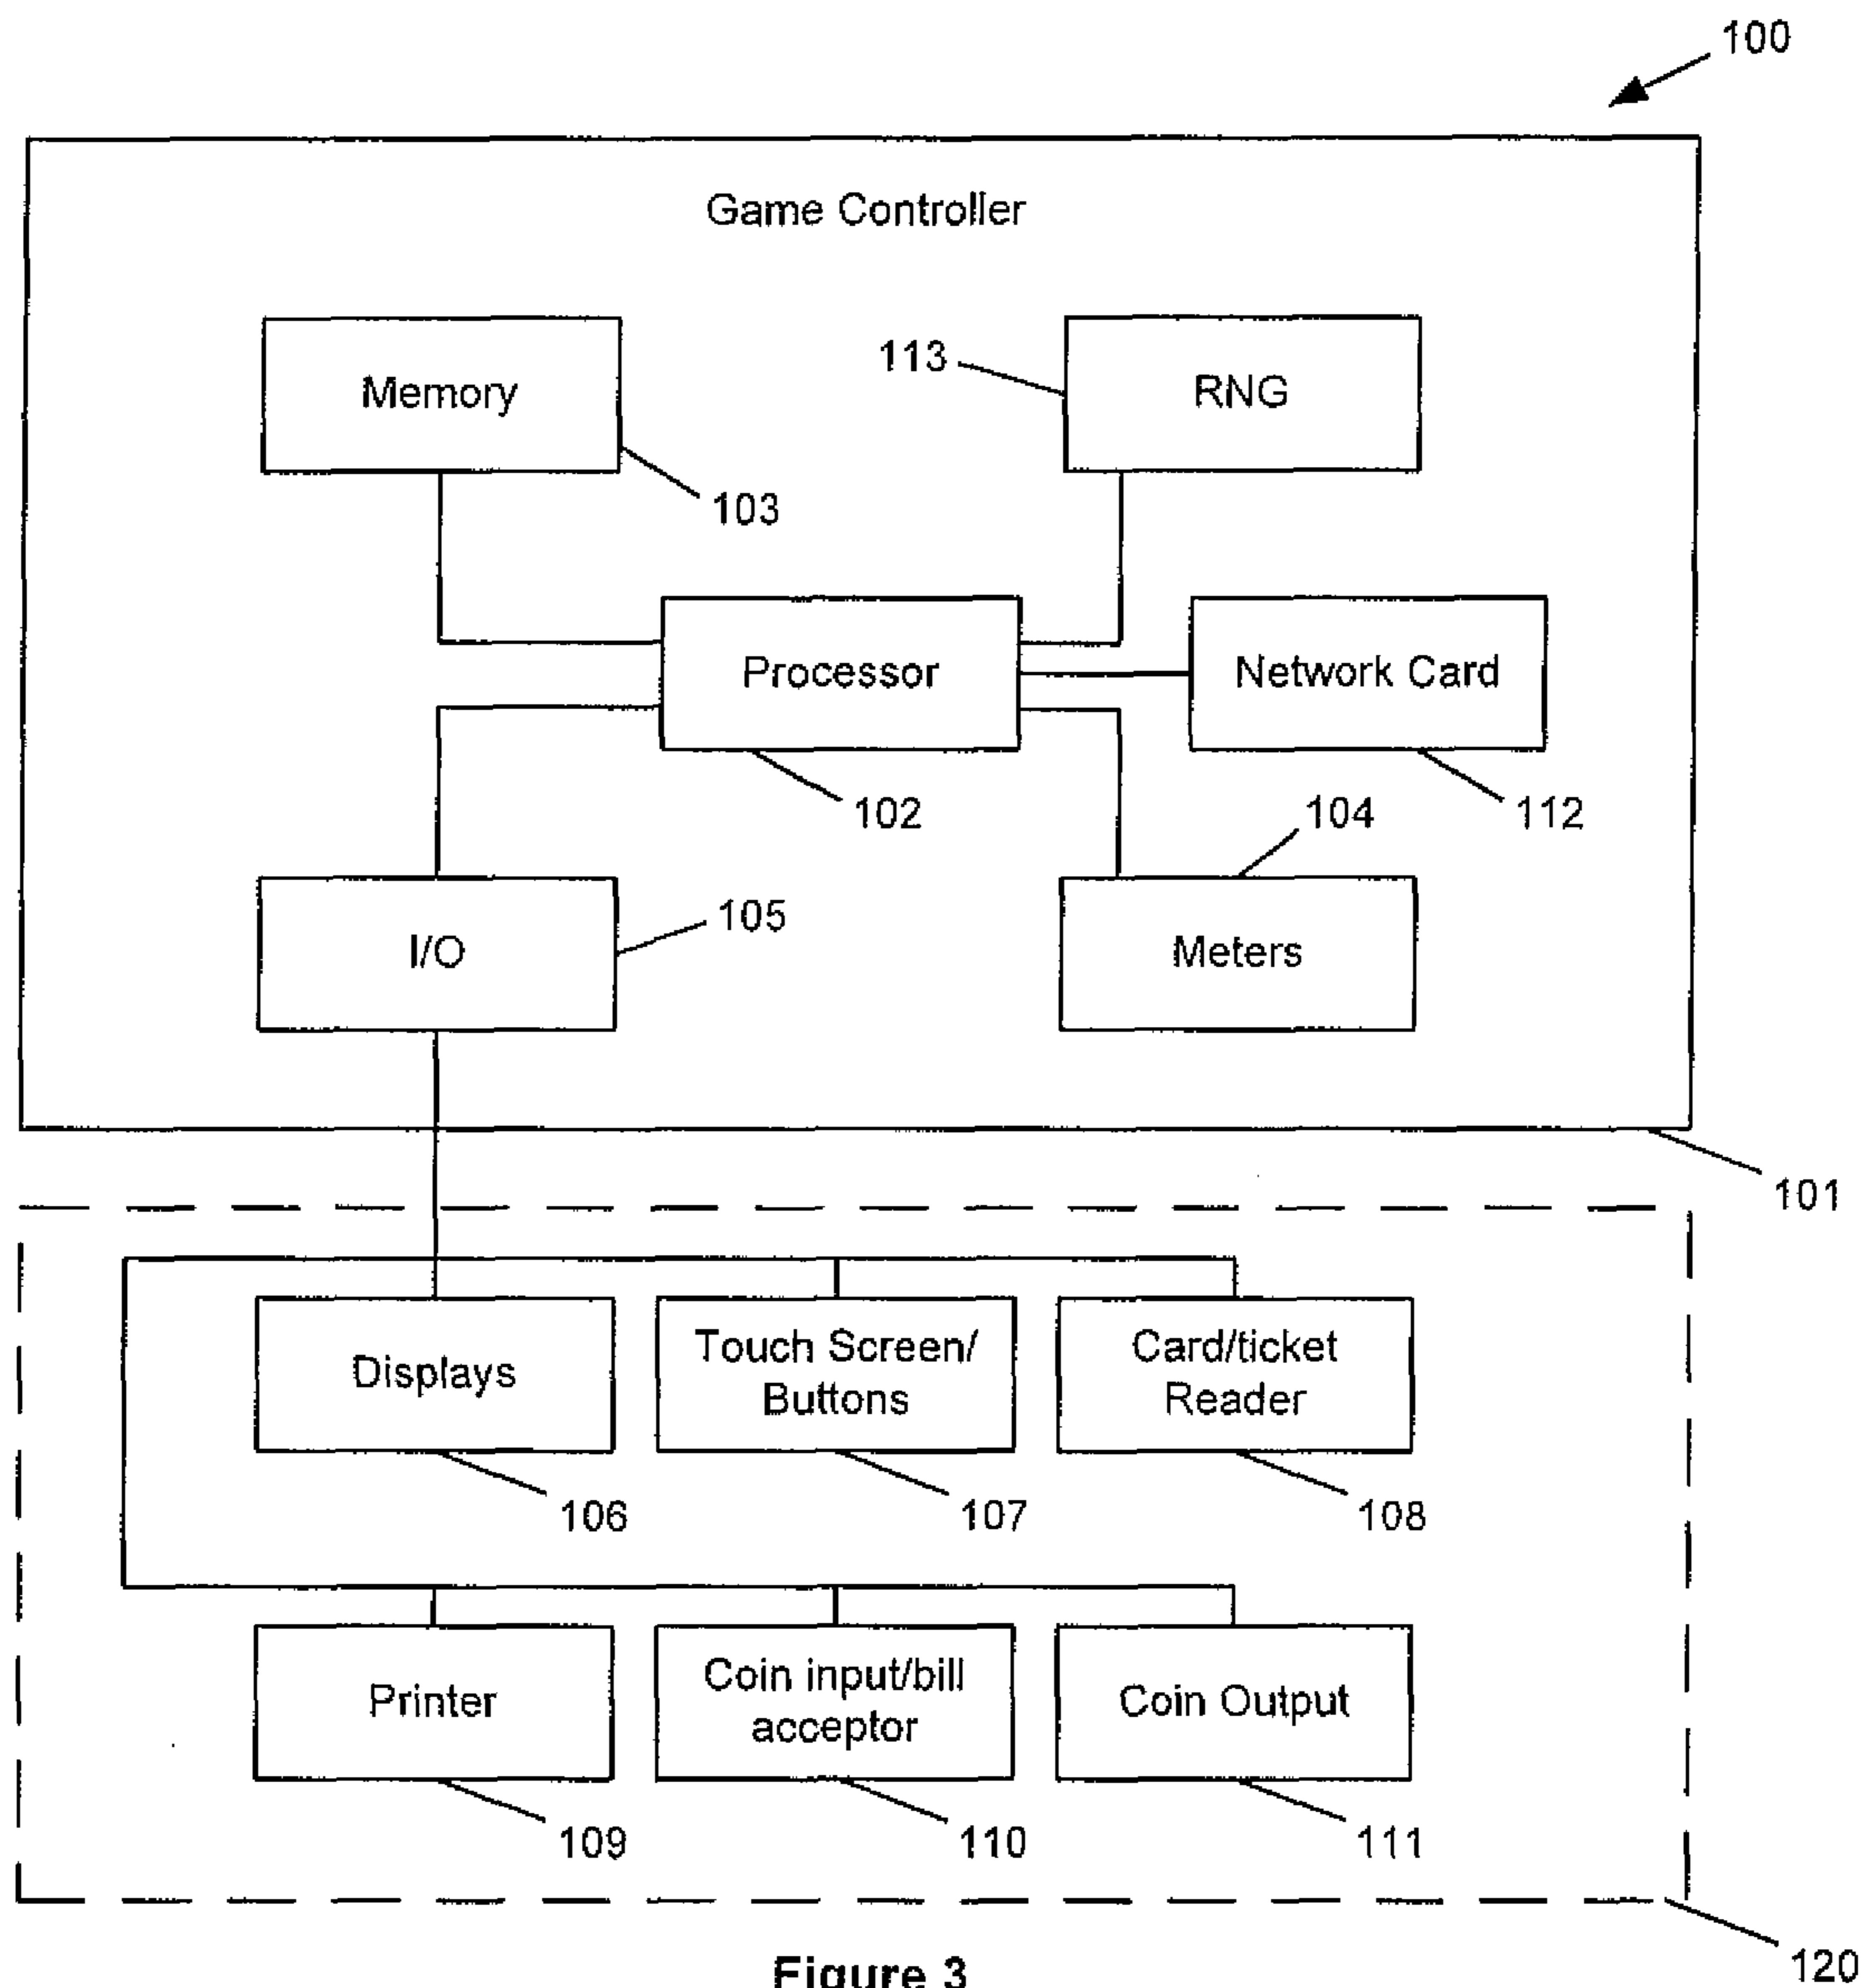 100
Game Controller
Memory
113
RNG
103
Processor
Network Card
102
104
112
105
I/O
Meters
101
Displays
Touch Screen/
Buttons
Card/ticket
Reader
106
107
108
Printer
Coin input/bill
acceptor
Coin Output
109
110
111
120
Figure 3